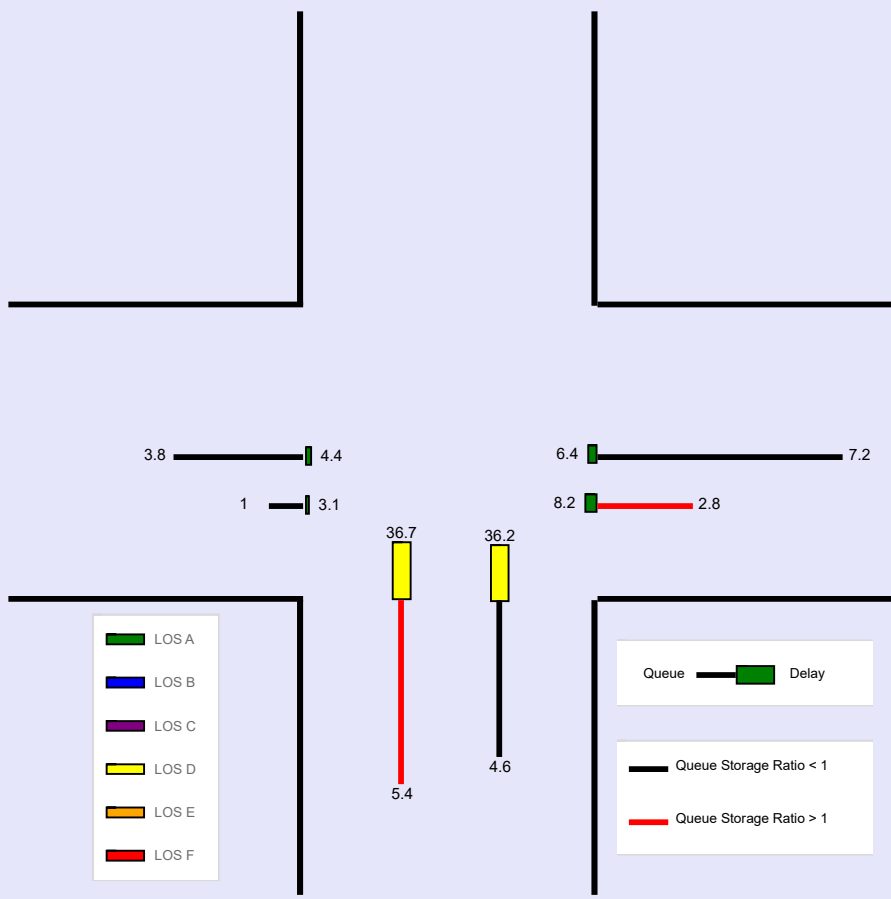 3.8
4.4
6.4
7.2
1
3.1
8.2
2.8
36.7
36.2
4.6
5.4
LOS A
LOS B
LOS C
LOS D
LOS E
LOS F
Queue
Delay
Queue Storage Ratio < 1
Queue Storage Ratio > 1